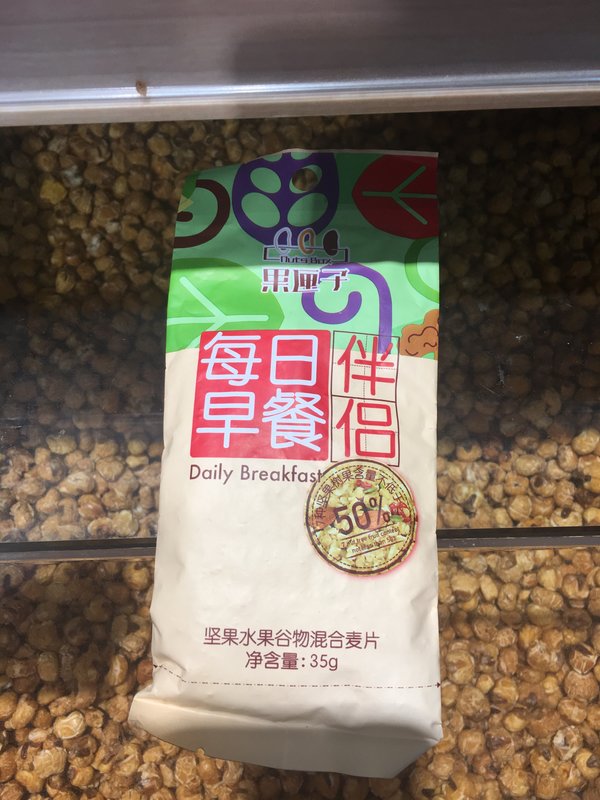 Nuts Box
果匣子
每日
早餐
伴
侣
Daily Breakfast
50%
坚果水果谷物混合麦片
净含量:35g